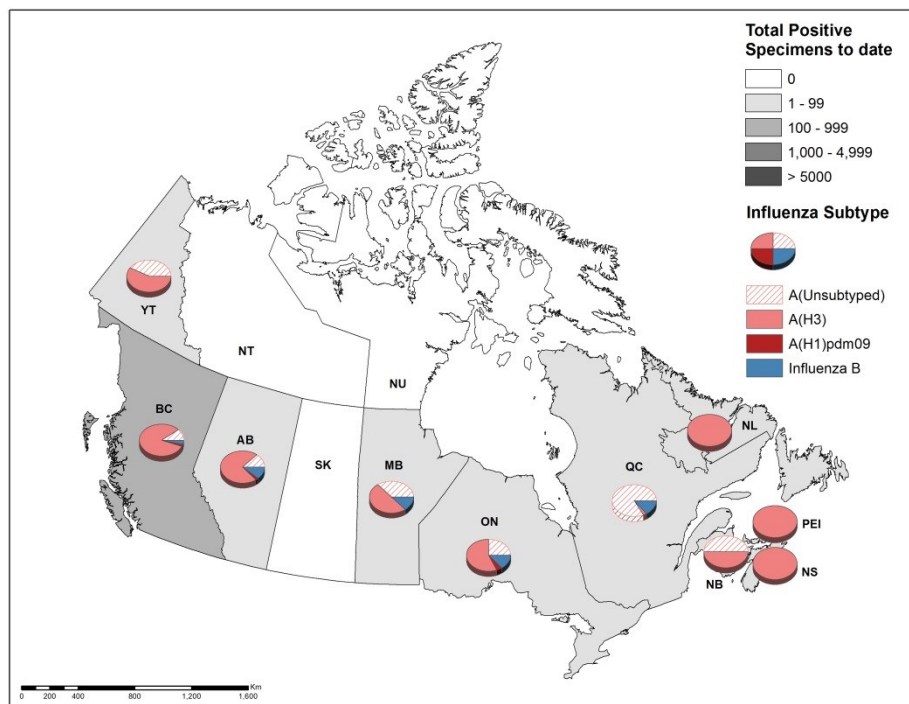 Total Positive
Specimens to date
0
1 - 99
100 - 999
1,000 - 4,999
> 5000
Influenza Subtype
A(Unsubtyped)
A(H3)
A(H1)pdm09
Influenza B
YT
NT
NU
BC
AB
SK
MB
ON
QC
NL
PEI
NB
NS
Km
0 200 400 800 1,200 1,600